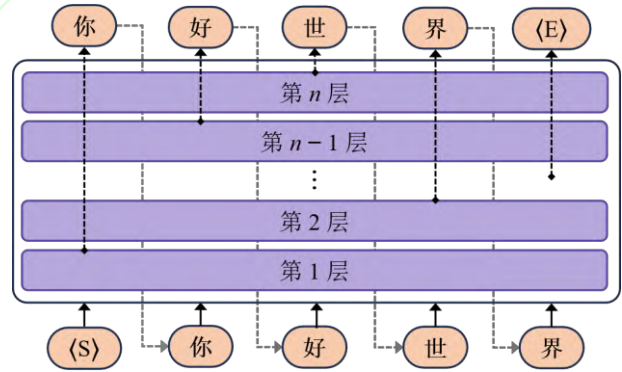 你 好 世 界 ⟨E⟩
第 n 层
第 n − 1 层
⋮
第 2 层
第 1 层
⟨S⟩ 你 好 世 界